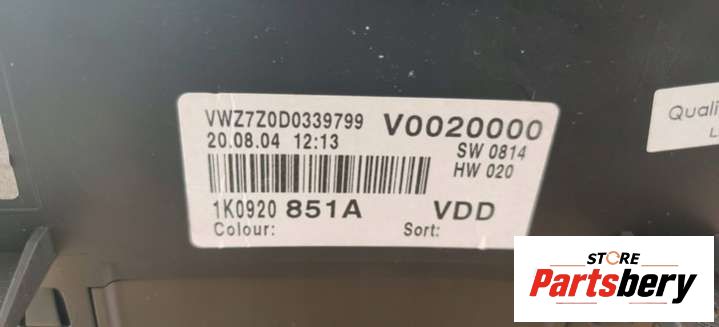 VWZ7Z0D0339799 V0020000
20.08.04 12:13 SW 0814
HW 020
1K0920 851A VDD
Colour: Sort:
Quali
L
STORE
Partsbery